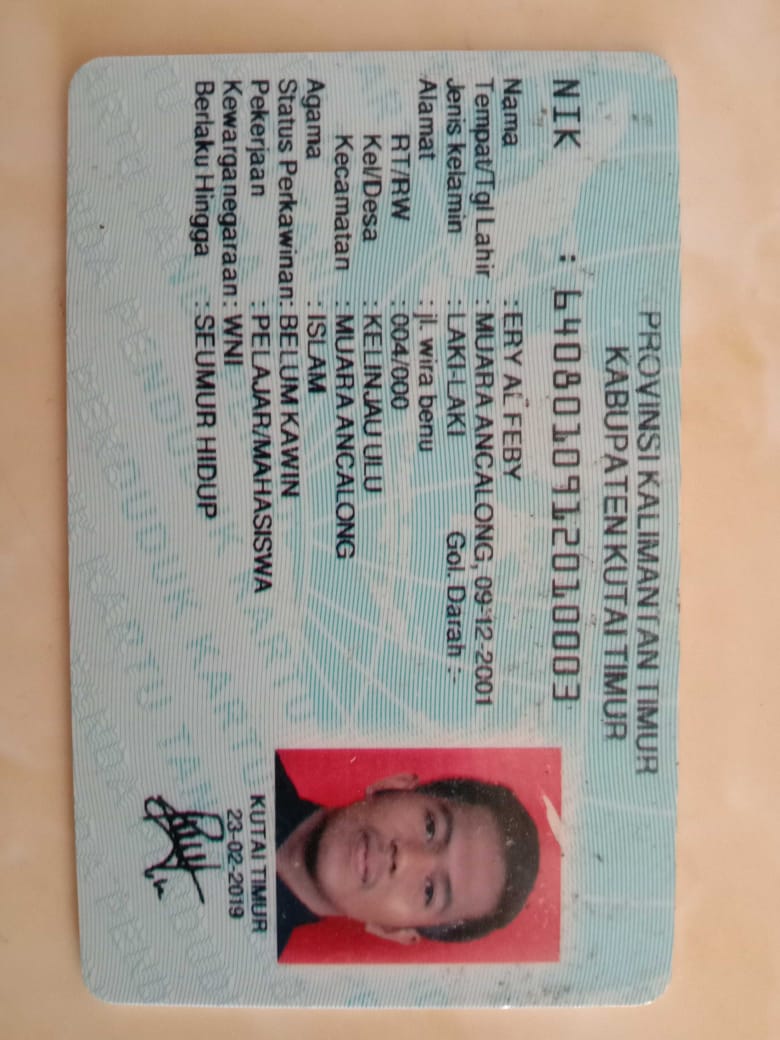 PROVINSI KALIMANTAN TIMUR
KABUPATEN KUTAI TIMUR
NIK : 6408010912010003
Nama : ERY AL FEBY
Tempat/Tgl Lahir : MUARA ANCALONG, 09-12-2001
Jenis kelamin : LAKI-LAKI Gol. Darah : -
Alamat : jl. wira benu
RT/RW : 004/000
Kel/Desa : KELINJAU ULU
Kecamatan : MUARA ANCALONG
Agama : ISLAM
Status Perkawinan: BELUM KAWIN
Pekerjaan : PELAJAR/MAHASISWA
Kewarganegaraan : WNI
Berlaku Hingga : SEUMUR HIDUP
KUTAI TIMUR
23-02-2019